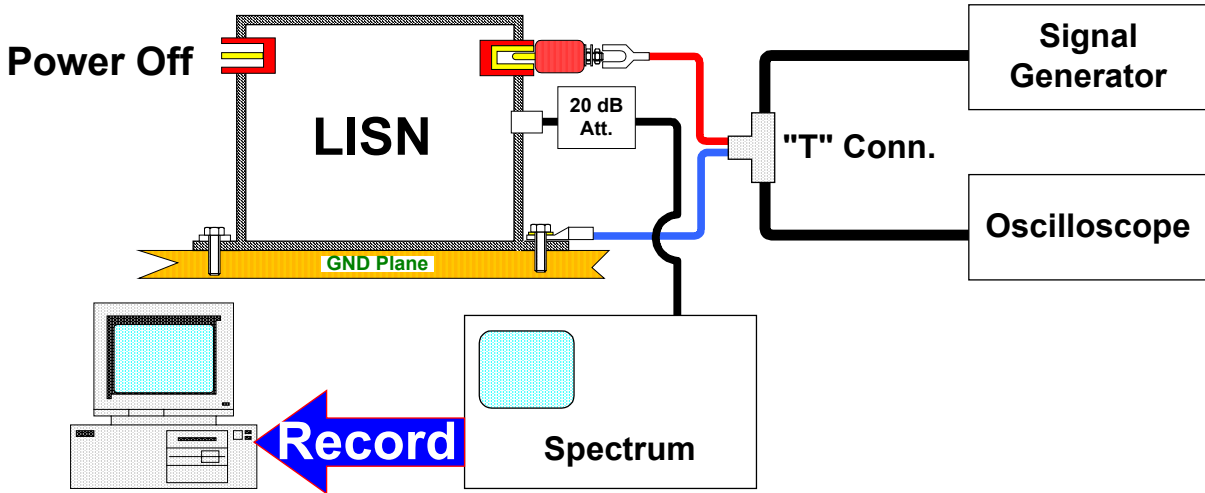 Power Off
LISN
20 dB
Att.
"T" Conn.
Signal
Generator
Oscilloscope
GND Plane
Record
Spectrum